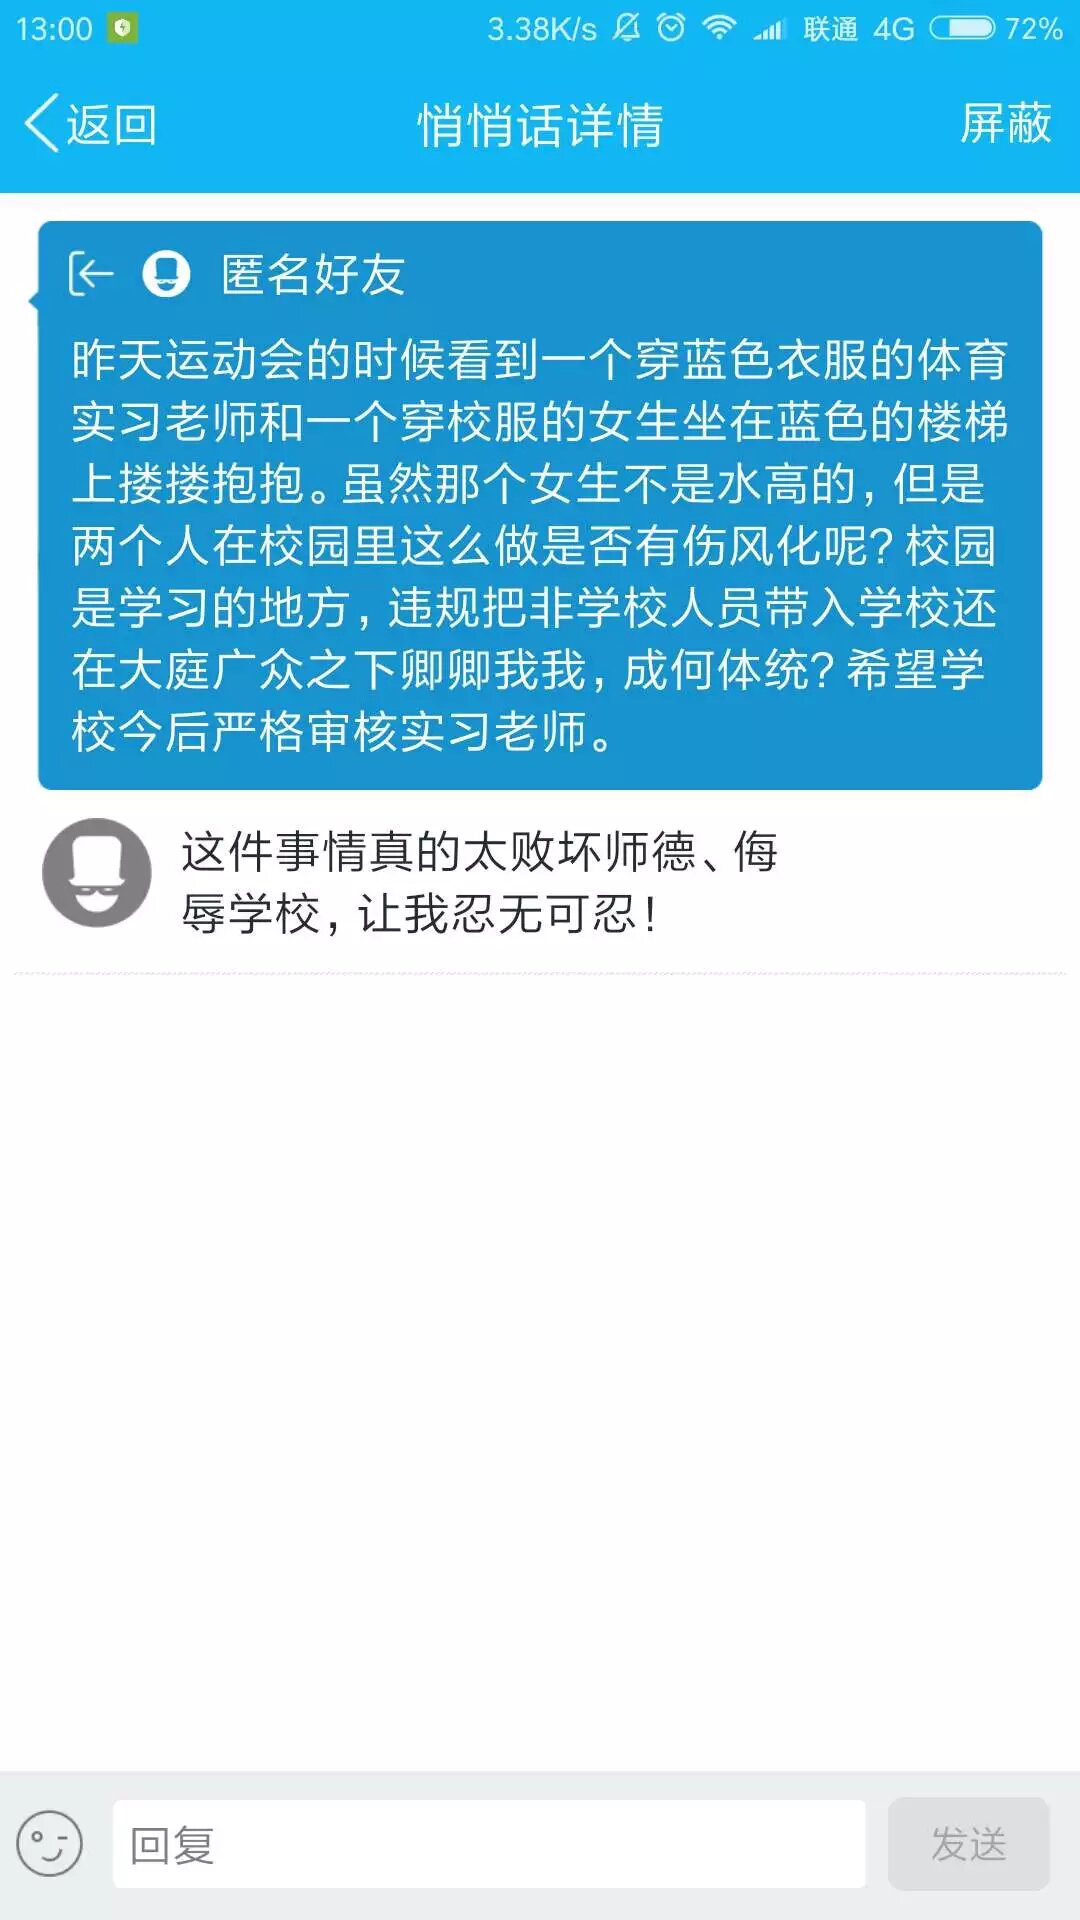 13:00 3.38K/s 联通 4G 72%
返回 悄悄话详情 屏蔽
匿名好友
昨天运动会的时候看到一个穿蓝色衣服的体育
实习老师和一个穿校服的女生坐在蓝色的楼梯
上搂搂抱抱。虽然那个女生不是水高的,但是
两个人在校园里这么做是否有伤风化呢?校园
是学习的地方,违规把非学校人员带入学校还
在大庭广众之下卿卿我我,成何体统?希望学
校今后严格审核实习老师。
这件事情真的太败坏师德、侮
辱学校,让我忍无可忍!
回复 发送